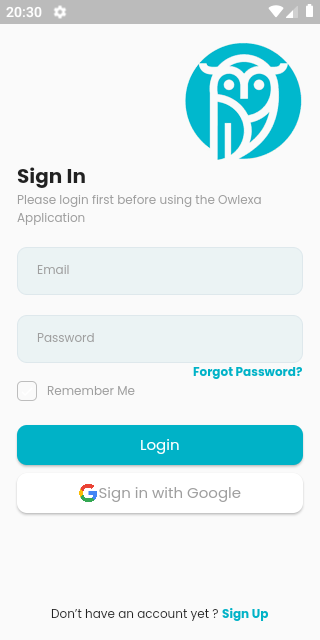 20:30
Sign In
Please login first before using the Owlexa
Application
Email
Password
Forgot Password?
Remember Me
Login
Sign in with Google
Don't have an account yet ? Sign Up